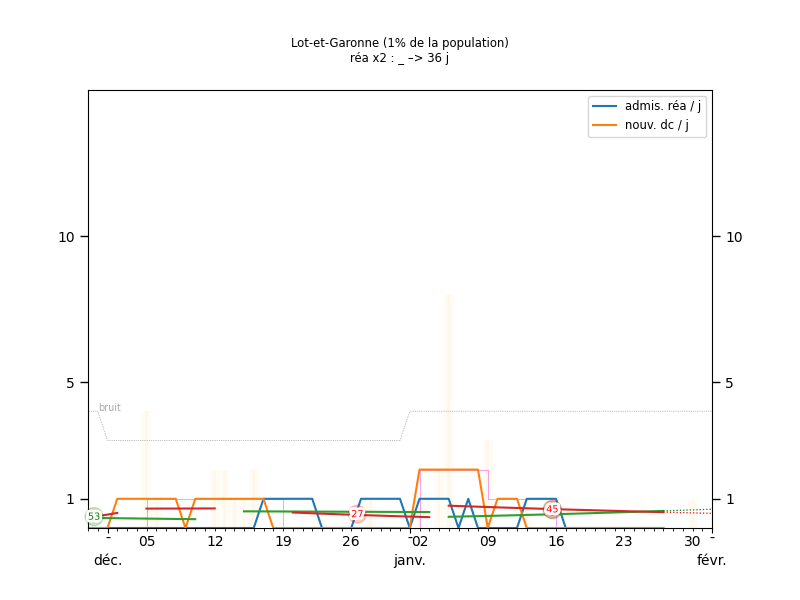 Lot-et-Garonne (1% de la population)
réa x2 : _ –> 36 j
admis. réa / j
nouv. dc / j
10
10
5
5
bruit
1
1
53
27
45
- 05 12 19 26 -02 09 16 23 30 -
déc. janv. févr.